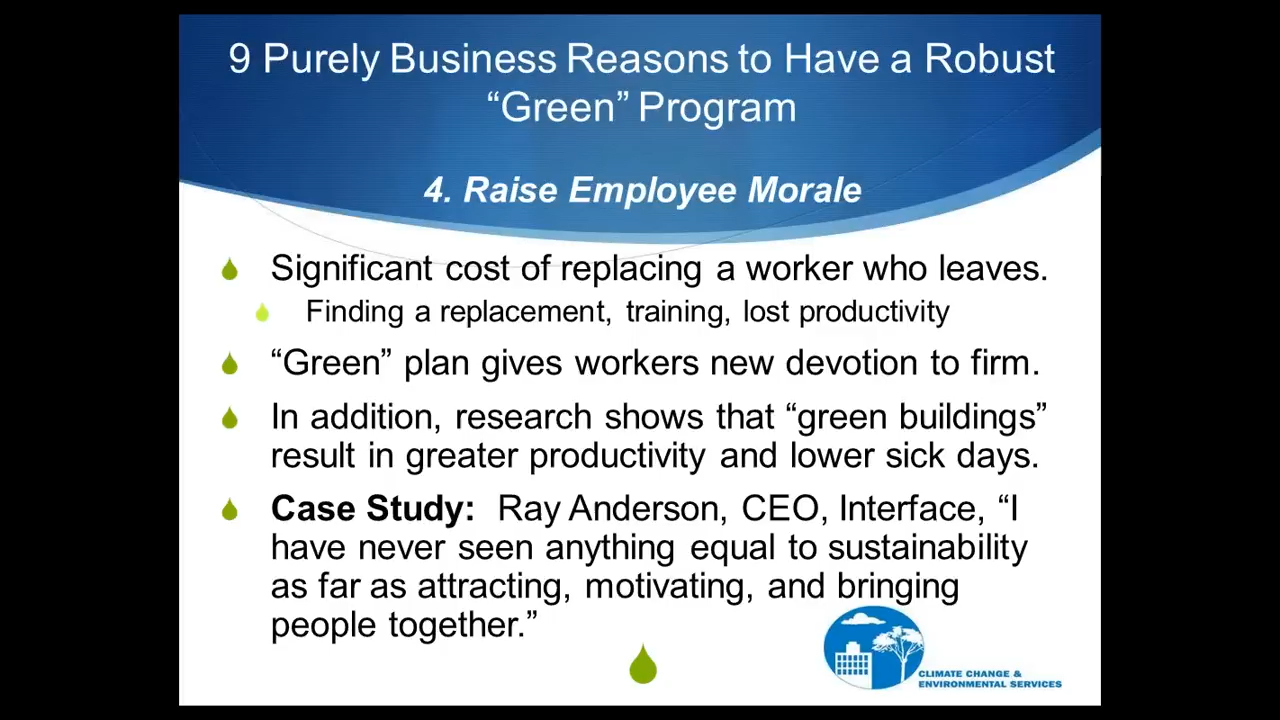 9 Purely Business Reasons to Have a Robust
“Green” Program
4. Raise Employee Morale
Significant cost of replacing a worker who leaves.
Finding a replacement, training, lost productivity
“Green” plan gives workers new devotion to firm.
In addition, research shows that “green buildings”
result in greater productivity and lower sick days.
Case Study: Ray Anderson, CEO, Interface, “I
have never seen anything equal to sustainability
as far as attracting, motivating, and bringing
people together.”
CLIMATE CHANGE &
ENVIRONMENTAL SERVICES